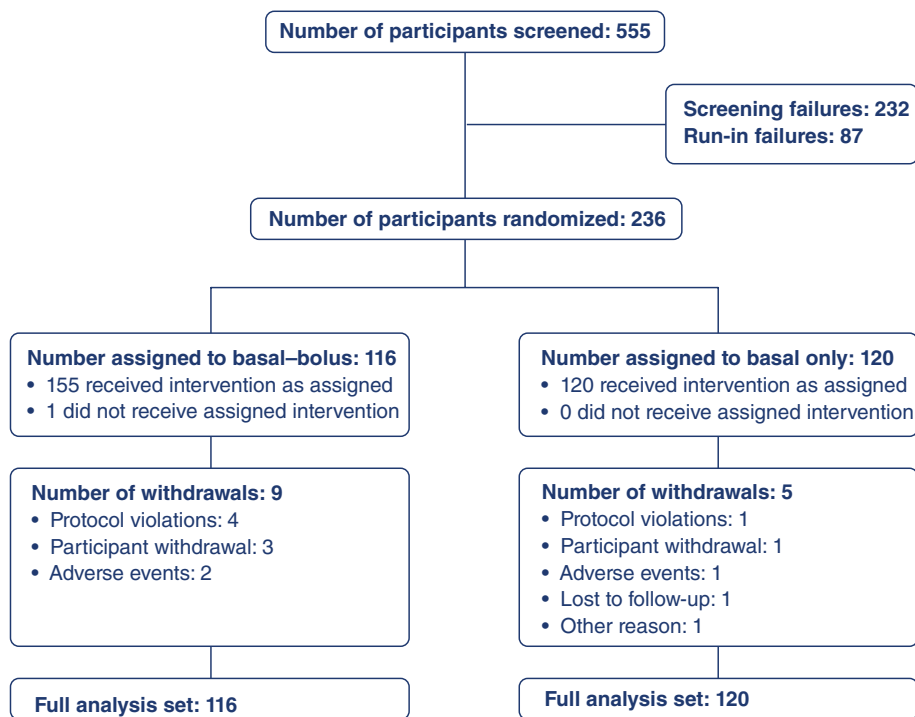 Number of participants screened: 555
Screening failures: 232
Run-in failures: 87
Number of participants randomized: 236
Number assigned to basal–bolus: 116
• 155 received intervention as assigned
• 1 did not receive assigned intervention
Number assigned to basal only: 120
• 120 received intervention as assigned
• 0 did not receive assigned intervention
Number of withdrawals: 9
• Protocol violations: 4
• Participant withdrawal: 3
• Adverse events: 2
Number of withdrawals: 5
• Protocol violations: 1
• Participant withdrawal: 1
• Adverse events: 1
• Lost to follow-up: 1
• Other reason: 1
Full analysis set: 116
Full analysis set: 120